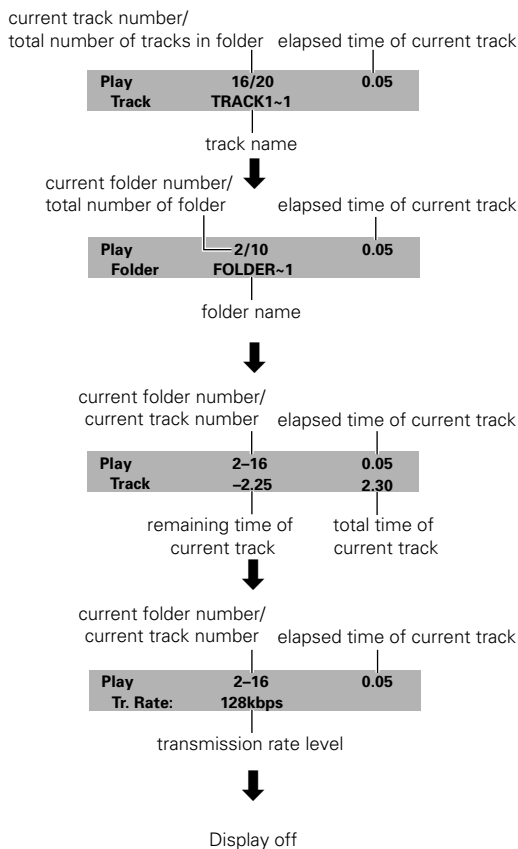 current track number/
total number of tracks in folder elapsed time of current track
Play 16/20 0.05
Track TRACK1~1
track name
current folder number/
total number of folder elapsed time of current track
Play 2/10 0.05
Folder FOLDER~1
folder name
current folder number/
current track number elapsed time of current track
Play 2–16 0.05
Track –2.25 2.30
remaining time of total time of
current track current track
current folder number/
current track number elapsed time of current track
Play 2–16 0.05
Tr. Rate: 128kbps
transmission rate level
Display off